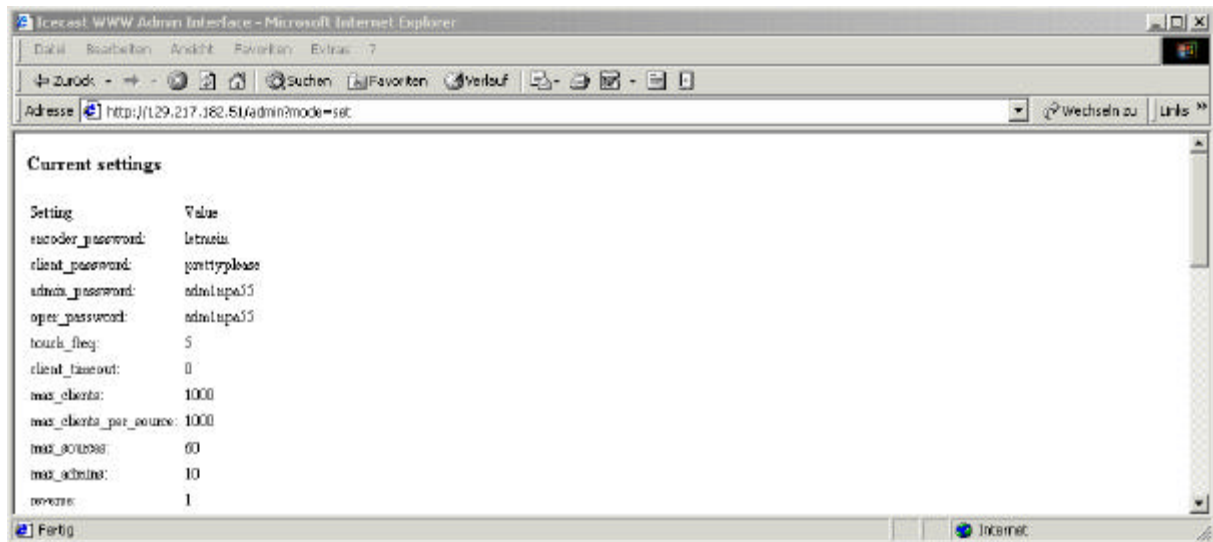 Icecast WWW Admin Interface - Microsoft Internet Explorer
Datei Bearbeiten Ansicht Favoriten Extras ?
Zurück Suchen Favoriten Verlauf
Adresse http://129.217.182.51/admin?mode=set Wechseln zu Links »
Current settings
Setting Value
encoder_password: letmein
client_password: prettyplease
admin_password:
oper_password:
touch_freq: 5
client_timeout: 0
max_clients: 1000
max_clients_per_source: 1000
max_sources: 60
max_admins: 10
reverse: 1
Fertig Internet